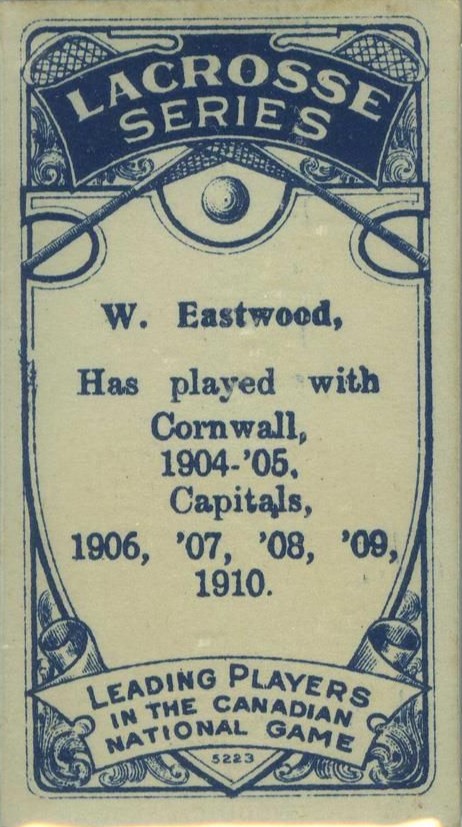 LACROSSE
SERIES
W. Eastwood,
Has played with
Cornwall,
1904-'05.
Capitals,
1906, '07, '08, '09,
1910.
LEADING PLAYERS
IN THE CANADIAN
NATIONAL GAME
5223